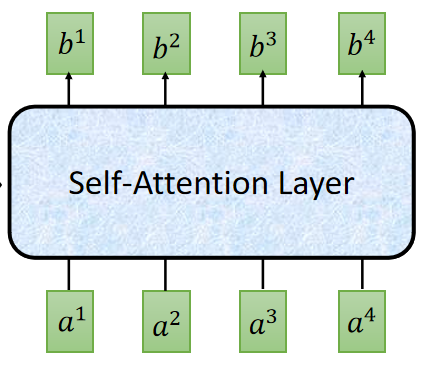 b¹ b² b³ b⁴
Self-Attention Layer
a¹ a² a³ a⁴